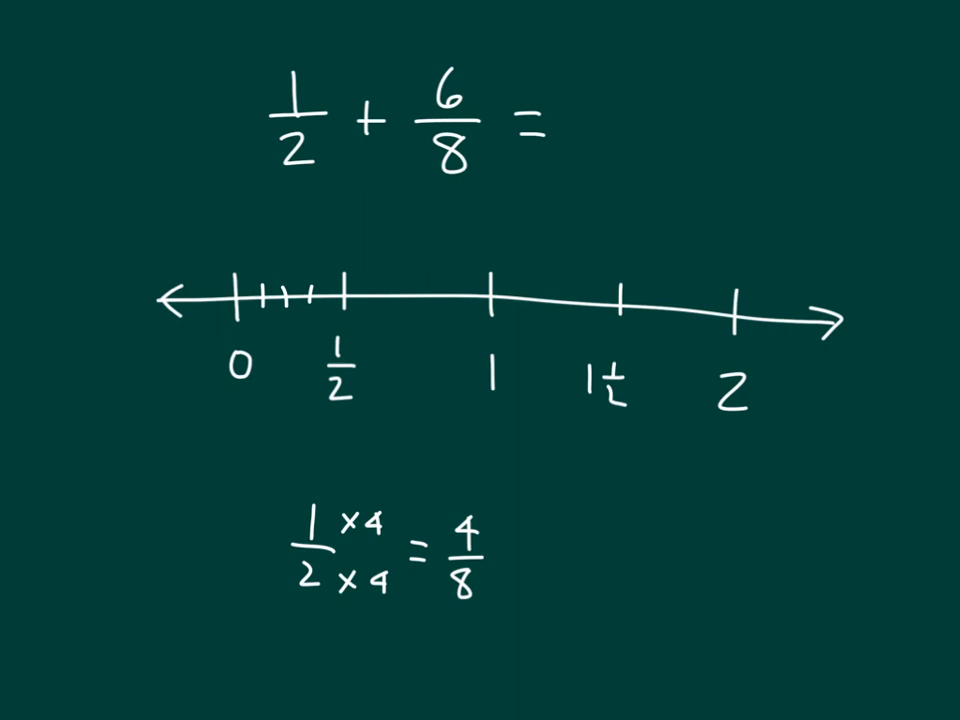 1/2 + 6/8 =
0 1/2 1 1 1/2 2
1/2 × 4 / × 4 = 4/8